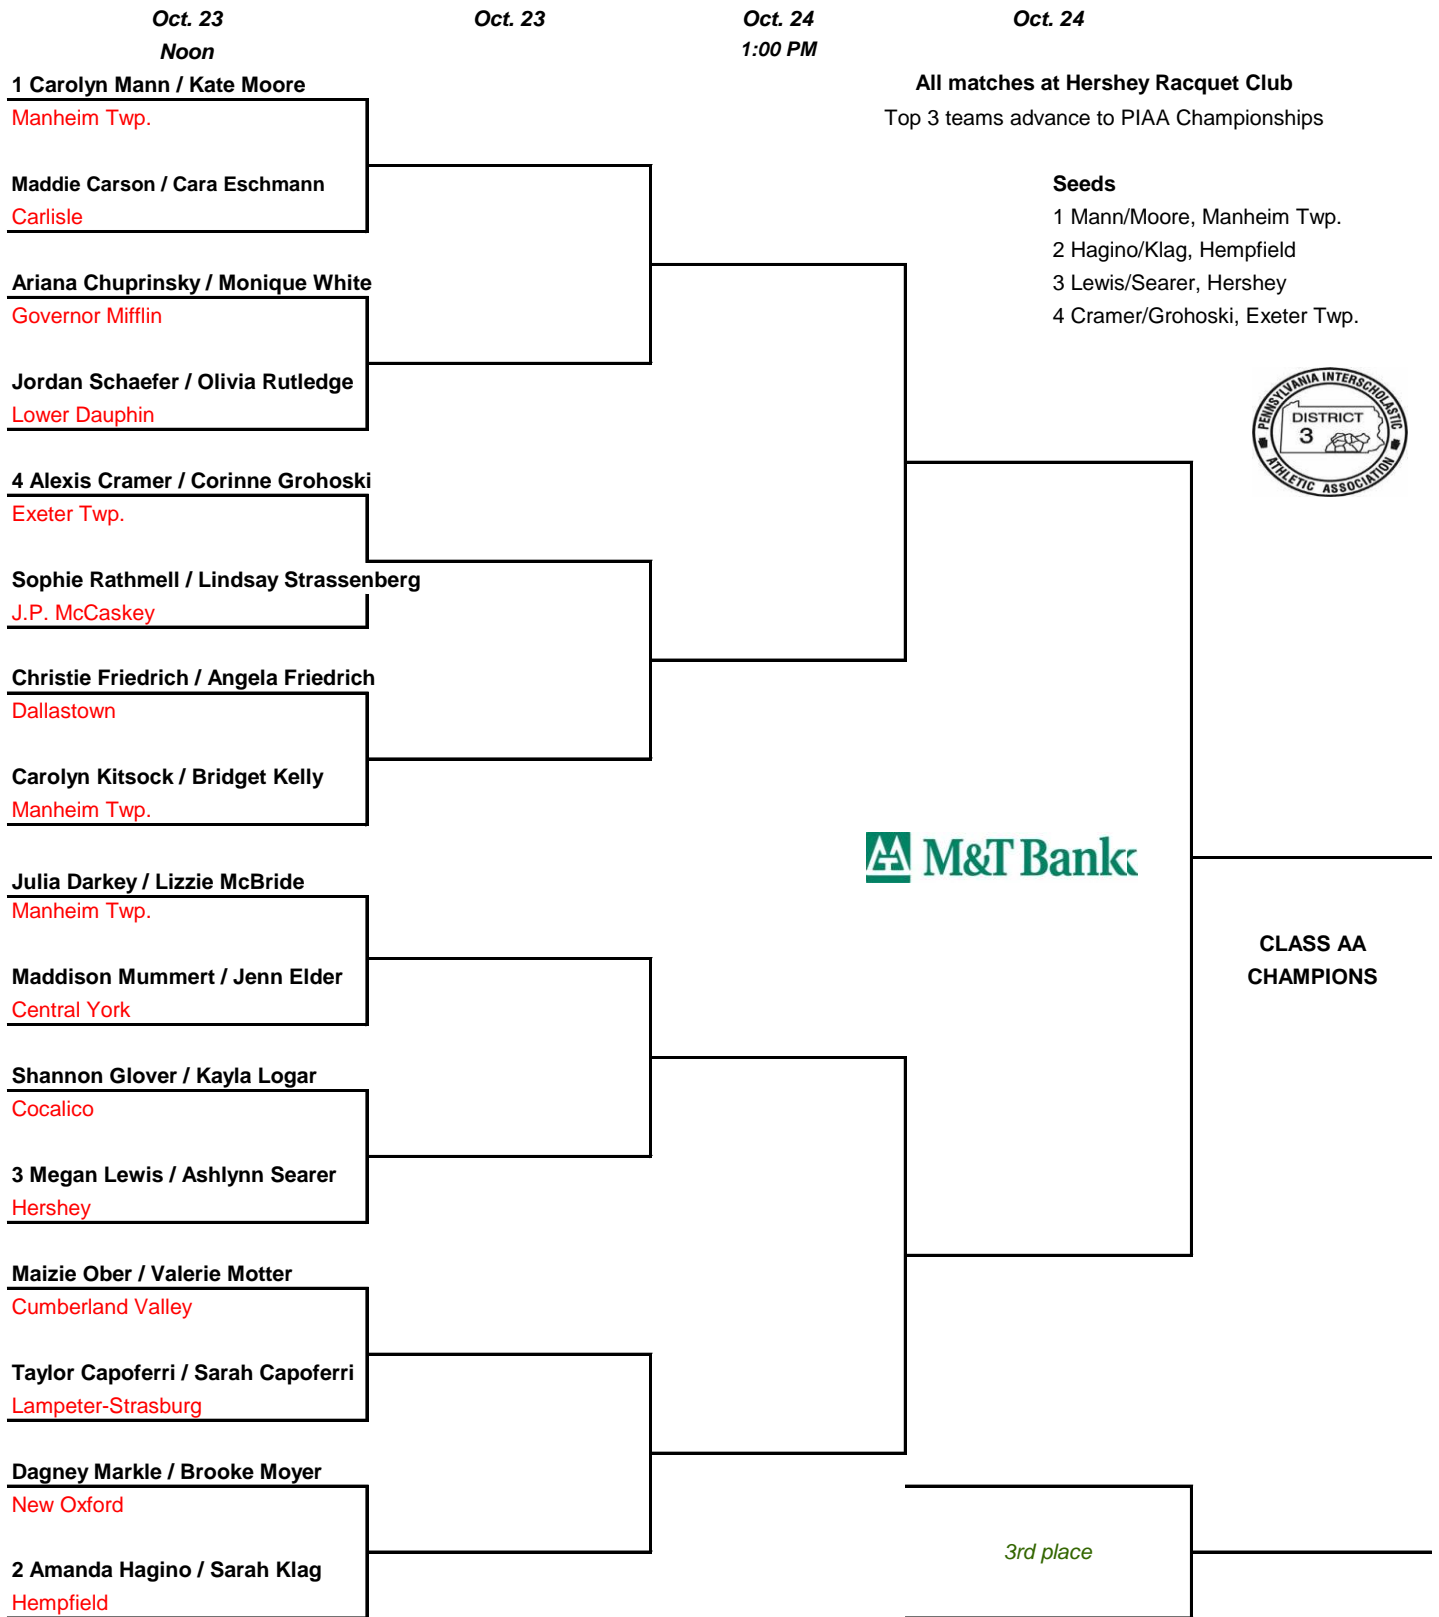 Oct. 23
Noon
Oct. 23
Oct. 24
1:00 PM
Oct. 24
All matches at Hershey Racquet Club
Top 3 teams advance to PIAA Championships
Seeds
1 Mann/Moore, Manheim Twp.
2 Hagino/Klag, Hempfield
3 Lewis/Searer, Hershey
4 Cramer/Grohoski, Exeter Twp.
PENNSYLVANIA INTERSCHOLASTIC
DISTRICT
3
ATHLETIC ASSOCIATION
1 Carolyn Mann / Kate Moore
Manheim Twp.
Maddie Carson / Cara Eschmann
Carlisle
Ariana Chuprinsky / Monique White
Governor Mifflin
Jordan Schaefer / Olivia Rutledge
Lower Dauphin
4 Alexis Cramer / Corinne Grohoski
Exeter Twp.
Sophie Rathmell / Lindsay Strassenberg
J.P. McCaskey
Christie Friedrich / Angela Friedrich
Dallastown
Carolyn Kitsock / Bridget Kelly
Manheim Twp.
M&T Bank
Julia Darkey / Lizzie McBride
Manheim Twp.
Maddison Mummert / Jenn Elder
Central York
CLASS AA
CHAMPIONS
Shannon Glover / Kayla Logar
Cocalico
3 Megan Lewis / Ashlynn Searer
Hershey
Maizie Ober / Valerie Motter
Cumberland Valley
Taylor Capoferri / Sarah Capoferri
Lampeter-Strasburg
Dagney Markle / Brooke Moyer
New Oxford
2 Amanda Hagino / Sarah Klag
Hempfield
3rd place